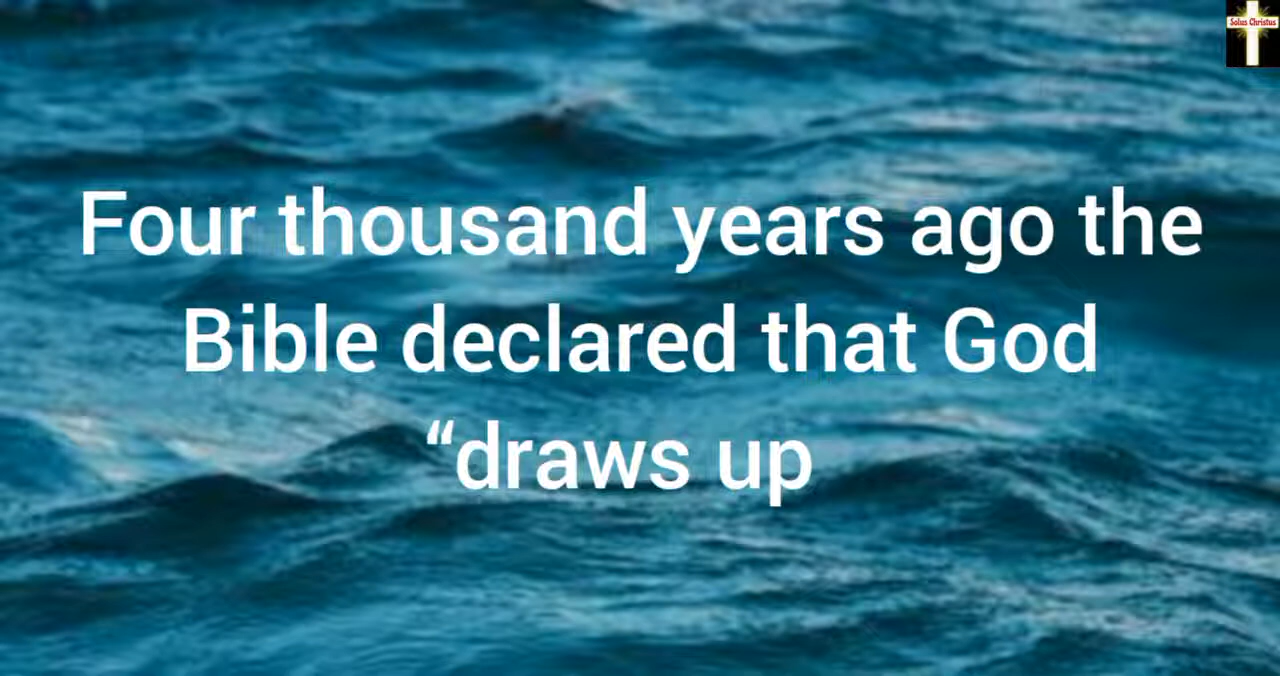 Solus Christus
Four thousand years ago the
Bible declared that God
“draws up